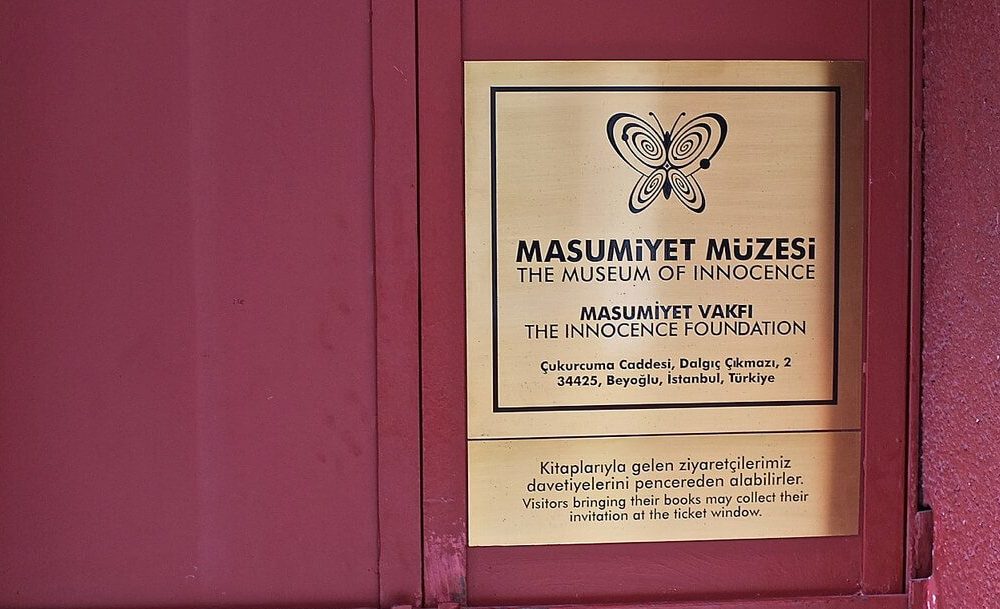 MASUMiYET MÜZESi
THE MUSEUM OF INNOCENCE
MASUMİYET VAKFI
THE INNOCENCE FOUNDATION
Çukurcuma Caddesi, Dalgıç Çıkmazı, 2
34425, Beyoğlu, İstanbul, Türkiye
Kitaplarıyla gelen ziyaretçilerimiz
davetiyelerini pencereden alabilirler.
Visitors bringing their books may collect their
invitation at the ticket window.